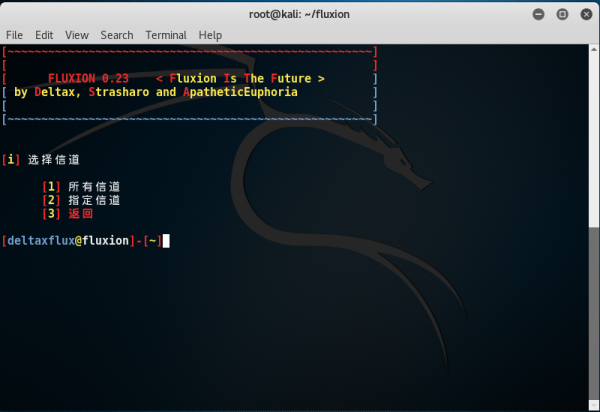 root@kali: ~/fluxion
File Edit View Search Terminal Help
[~~~~~~~~~~~~~~~~~~~~~~~~~~~~~~~~~~~~~~~~~~~~~~~~~~~~~~]
[ ]
[ FLUXION 0.23 < Fluxion Is The Future > ]
[ by Deltax, Strasharo and ApatheticEuphoria ]
[ ]
[~~~~~~~~~~~~~~~~~~~~~~~~~~~~~~~~~~~~~~~~~~~~~~~~~~~~~~]
[i] 选择信道
[1] 所有信道
[2] 指定信道
[3] 返回
[deltaxflux@fluxion]-[~]